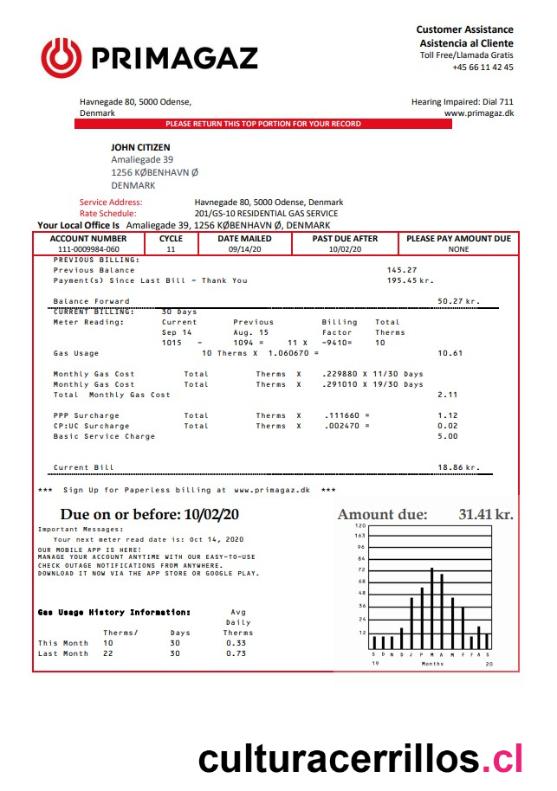 PRIMAGAZ
Customer Assistance
Asistencia al Cliente
Toll Free/Llamada Gratis
+45 66 11 42 45
Havnegade 80, 5000 Odense,
Denmark
Hearing Impaired: Dial 711
www.primagaz.dk
PLEASE RETURN THIS TOP PORTION FOR YOUR RECORD
JOHN CITIZEN
Amaliegade 39
1256 KØBENHAVN Ø
DENMARK
Service Address: Havnegade 80, 5000 Odense, Denmark
Rate Schedule: 201/GS-10 RESIDENTIAL GAS SERVICE
Your Local Office Is Amaliegade 39, 1256 KØBENHAVN Ø, DENMARK
ACCOUNT NUMBER CYCLE DATE MAILED PAST DUE AFTER PLEASE PAY AMOUNT DUE
111-0009984-060 11 09/14/20 10/02/20 NONE
PREVIOUS BILLING:
Previous Balance 145.27
Payment(s) Since Last Bill - Thank You 195.45 kr.
Balance Forward 50.27 kr.
CURRENT BILLING: 30 Days
Meter Reading: Current Previous Billing Total
Sep 14 Aug. 15 Factor Therms
1015 - 1094 = 11 X -9410= 10
Gas Usage 10 Therms X 1.060670 = 10.61
Monthly Gas Cost Total Therms X .229880 X 11/30 Days
Monthly Gas Cost Total Therms X .291010 X 19/30 Days
Total Monthly Gas Cost 2.11
PPP Surcharge Total Therms X .111660 = 1.12
CP:UC Surcharge Total Therms X .002470 = 0.02
Basic Service Charge 5.00
Current Bill 18.86 kr.
*** Sign Up for Paperless billing at www.primagaz.dk ***
Due on or before: 10/02/20
Amount due: 31.41 kr.
Important Messages:
Your next meter read date is: Oct 14, 2020
OUR MOBILE APP IS HERE!
MANAGE YOUR ACCOUNT ANYTIME WITH OUR EASY-TO-USE
CHECK OUTAGE NOTIFICATIONS FROM ANYWHERE.
DOWNLOAD IT NOW VIA THE APP STORE OR GOOGLE PLAY.
Gas Usage History Information: Avg
Daily
Therms/ Days Therms
This Month 10 30 0.33
Last Month 22 30 0.73
120
163
96
84
72
68
48
36
24
12
S O N D J F M A M J F F A S
10 Months 20
culturacerrillos.cl